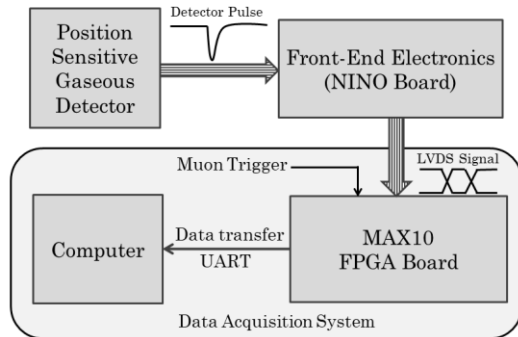 Detector Pulse
Position
Sensitive
Gaseous
Detector
Front-End Electronics
(NINO Board)
LVDS Signal
Muon Trigger
Computer
Data transfer
UART
MAX10
FPGA Board
Data Acquisition System